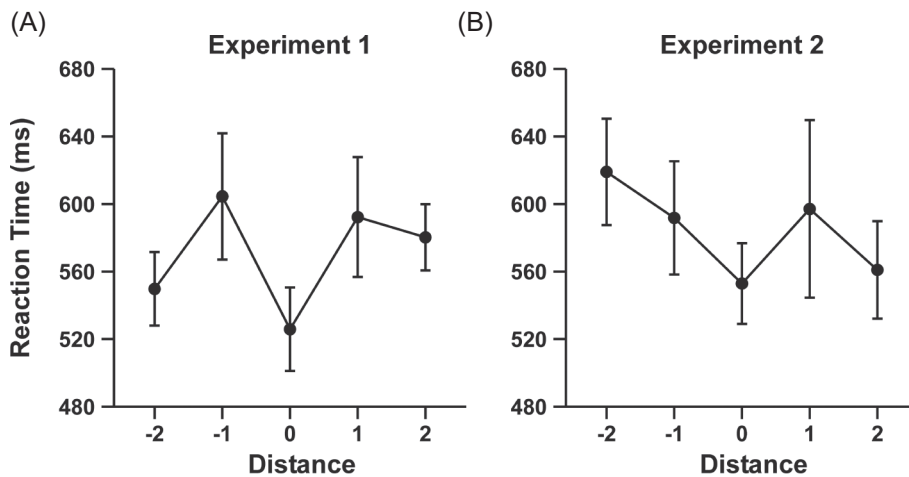 (A)
Experiment 1
Reaction Time (ms)
680
640
600
560
520
480
-2 -1 0 1 2
Distance
(B)
Experiment 2
680
640
600
560
520
480
-2 -1 0 1 2
Distance